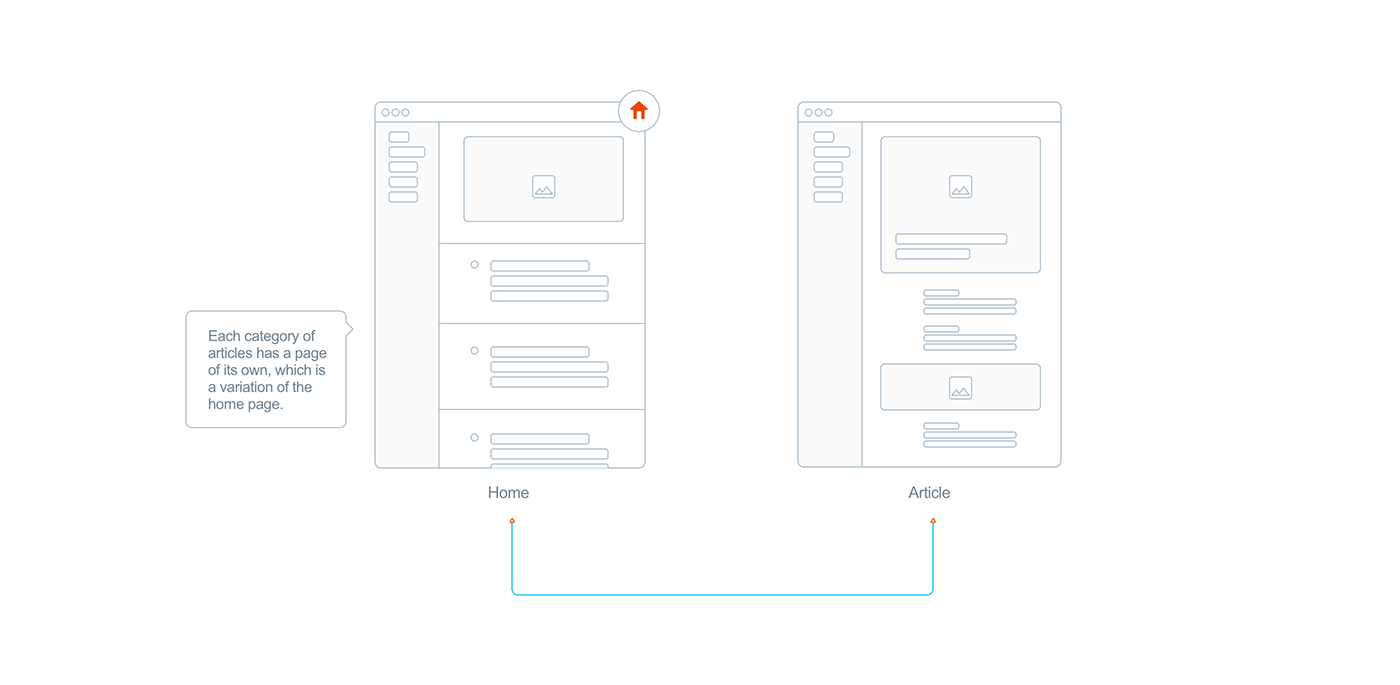 Each category of
articles has a page
of its own, which is
a variation of the
home page.
Home
Article